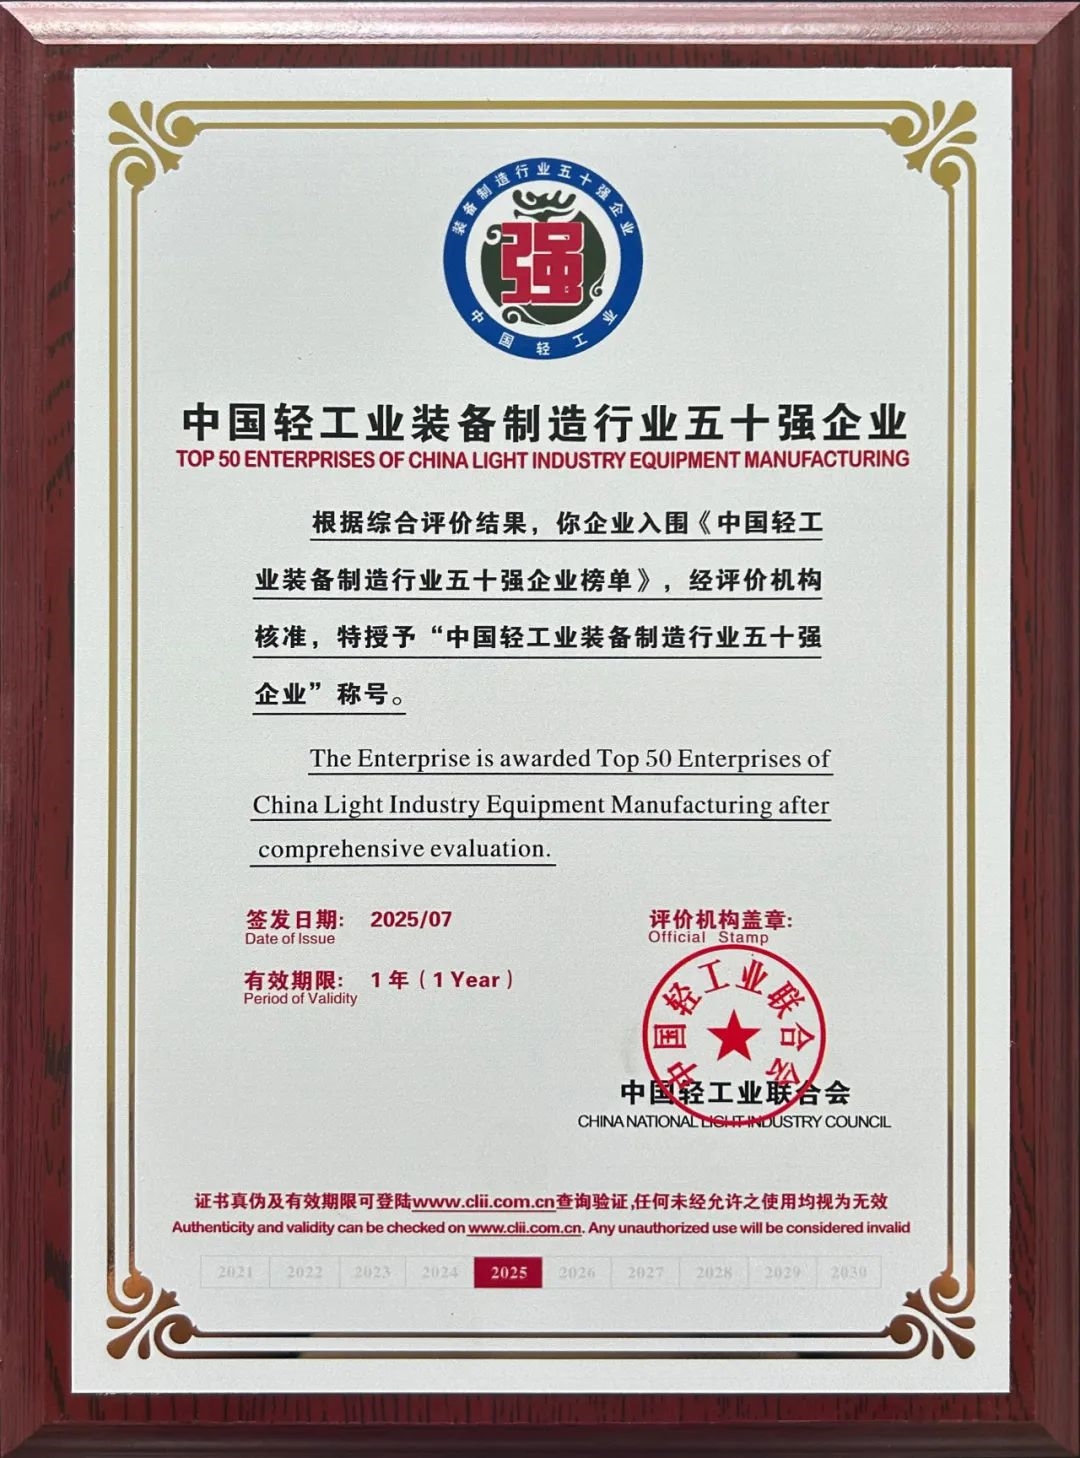 装备制造行业五十强企业
强
中国轻工业
中国轻工业装备制造行业五十强企业
TOP 50 ENTERPRISES OF CHINA LIGHT INDUSTRY EQUIPMENT MANUFACTURING
根据综合评价结果，你企业入围《中国轻工
业装备制造行业五十强企业榜单》，经评价机构
核准，特授予“中国轻工业装备制造行业五十强
企业”称号。
The Enterprise is awarded Top 50 Enterprises of
China Light Industry Equipment Manufacturing after
comprehensive evaluation.
签发日期: 2025/07
Date of Issue
有效期限: 1 年（1 Year）
Period of Validity
评价机构盖章:
Official Stamp
中国轻工业联合会
中国轻工业联合会
CHINA NATIONAL LIGHT INDUSTRY COUNCIL
证书真伪及有效期限可登陆www.clii.com.cn查询验证,任何未经允许之使用均视为无效
Authenticity and validity can be checked on www.clii.com.cn. Any unauthorized use will be considered invalid
2021 2022 2023 2024 2025 2026 2027 2028 2029 2030